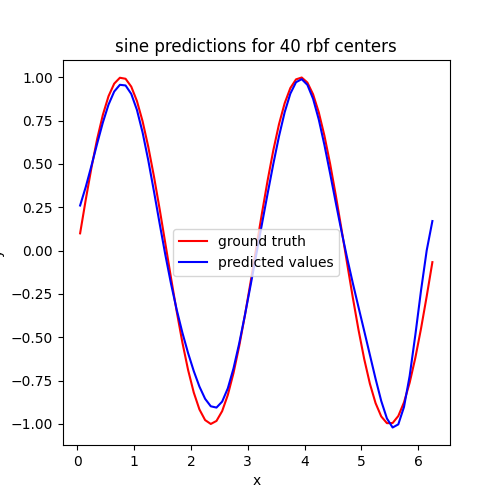 sine predictions for 40 rbf centers
1.00
0.75
0.50
0.25
0.00
−0.25
−0.50
−0.75
−1.00
ground truth
predicted values
0 1 2 3 4 5 6
x